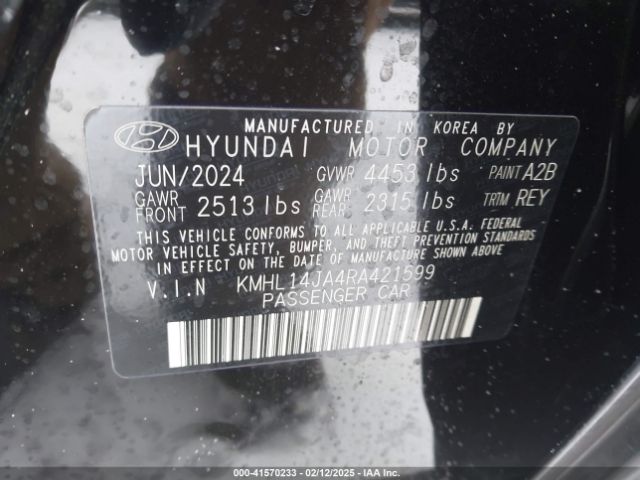 MANUFACTURED IN KOREA BY
HYUNDAI MOTOR COMPANY
JUN/2024 GVWR 4453 lbs PAINT A2B
GAWR FRONT 2513 lbs GAWR REAR 2315 lbs TRIM REY
THIS VEHICLE CONFORMS TO ALL APPLICABLE U.S.A. FEDERAL
MOTOR VEHICLE SAFETY, BUMPER, AND THEFT PREVENTION STANDARDS
IN EFFECT ON THE DATE OF MANUFACTURE SHOWN ABOVE
V.I.N KMHL14JA4RA421599
PASSENGER CAR
000-41570233 - 02/12/2025 - IAA Inc.